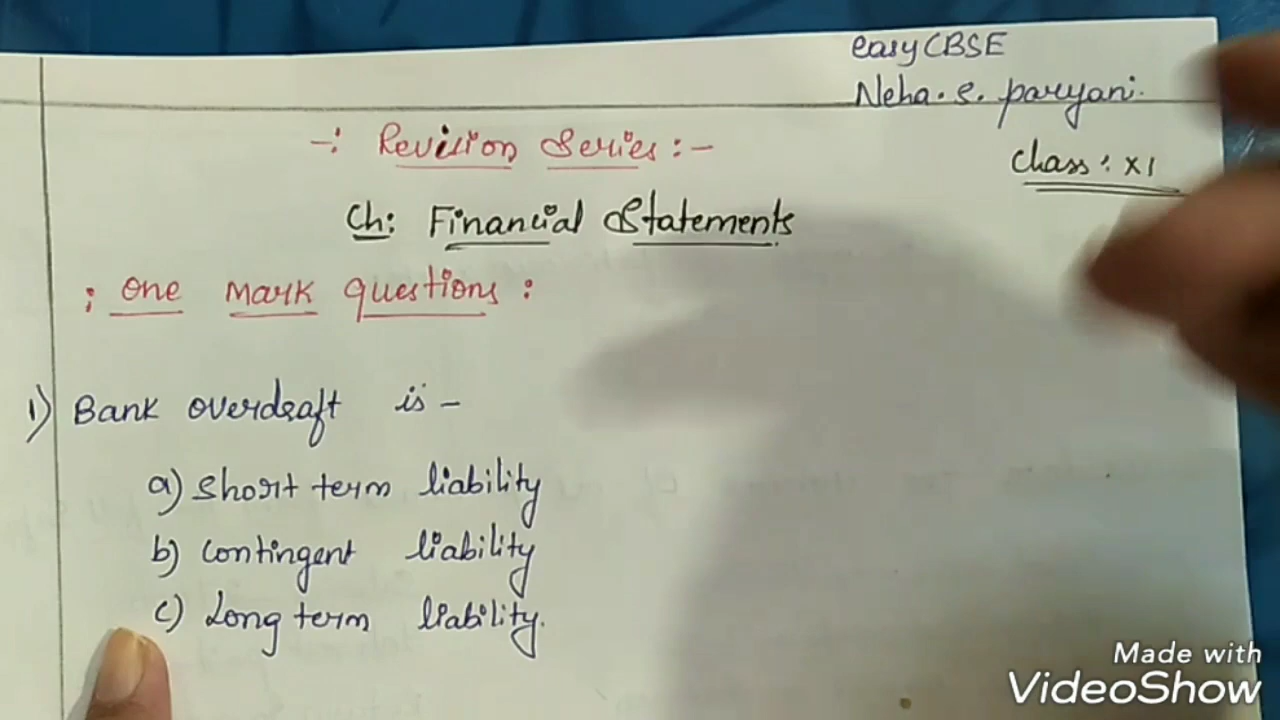 easyCBSE
Neha. S. paryani.
-: Revision Series :-
Class : XI
Ch: Financial Statements
: One mark questions :
1) Bank overdraft is -
a) Short term liability
b) Contingent liability
c) Long term liability.
Made with
VideoShow